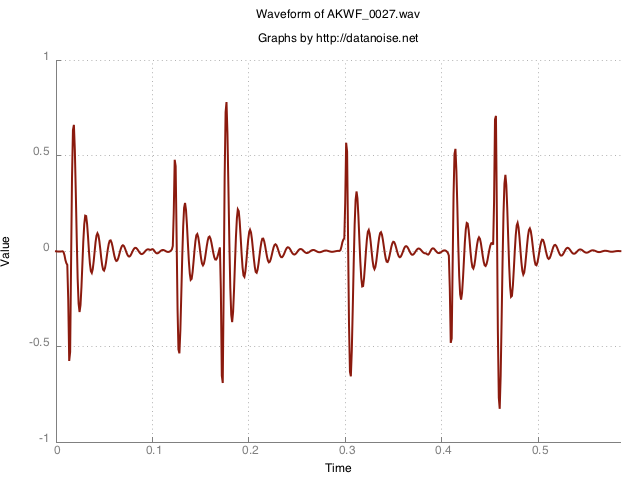 Waveform of AKWF_0027.wav
Graphs by http://datanoise.net
1
0.5
0
-0.5
-1
Value
0 0.1 0.2 0.3 0.4 0.5
Time